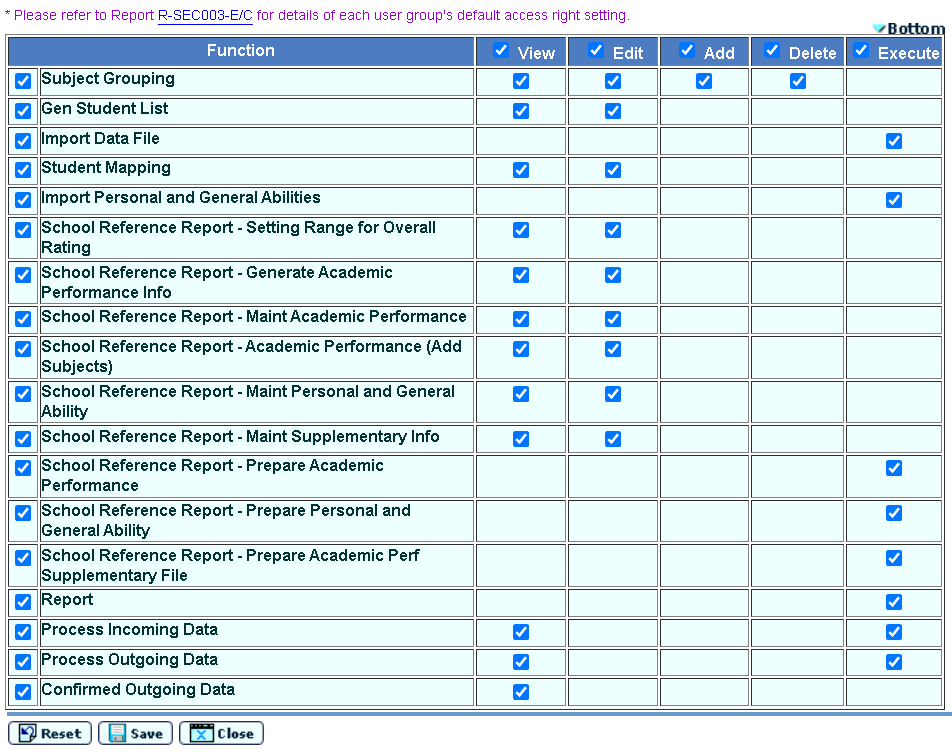 * Please refer to Report R-SEC003-E/C for details of each user group's default access right setting.
Bottom
Function View Edit Add Delete Execute
Subject Grouping
Gen Student List
Import Data File
Student Mapping
Import Personal and General Abilities
School Reference Report - Setting Range for Overall
Rating
School Reference Report - Generate Academic
Performance Info
School Reference Report - Maint Academic Performance
School Reference Report - Academic Performance (Add
Subjects)
School Reference Report - Maint Personal and General
Ability
School Reference Report - Maint Supplementary Info
School Reference Report - Prepare Academic
Performance
School Reference Report - Prepare Personal and
General Ability
School Reference Report - Prepare Academic Perf
Supplementary File
Report
Process Incoming Data
Process Outgoing Data
Confirmed Outgoing Data
Reset Save Close